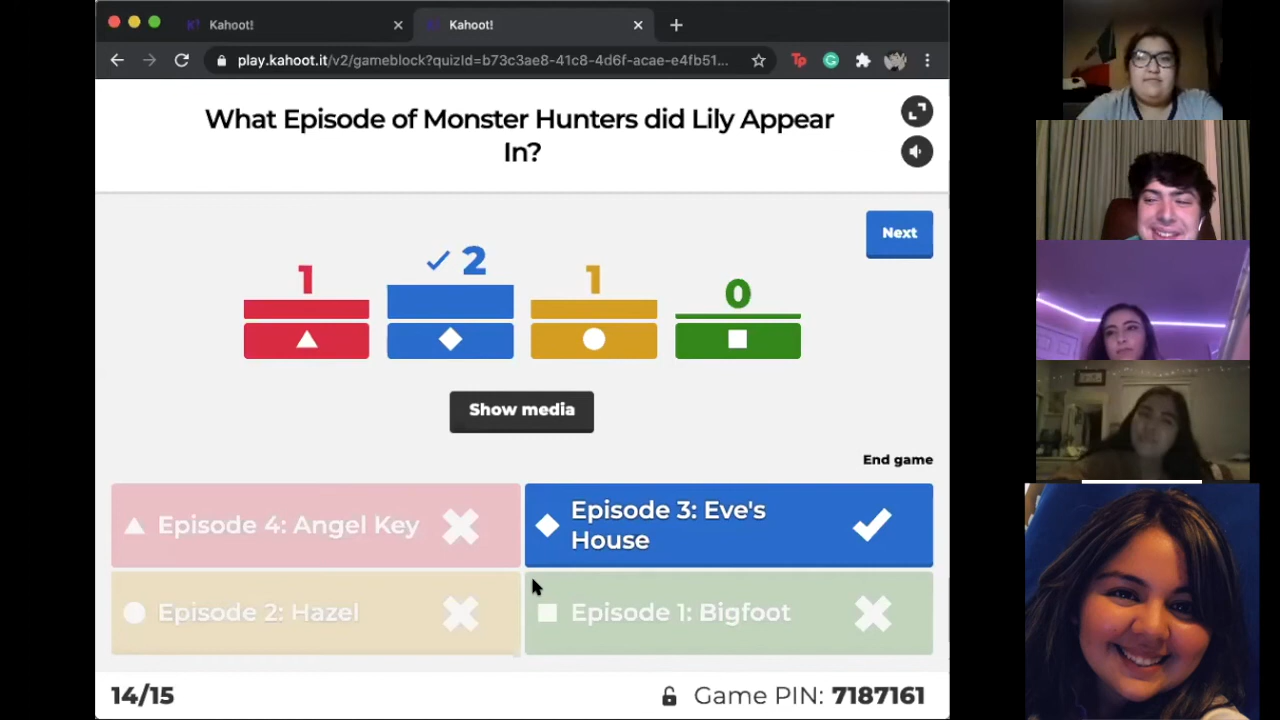 Kahoot!
Kahoot!
play.kahoot.it/v2/gameblock?quizId=b73c3ae8-41c8-4d6f-acae-e4fb51...
Tp
What Episode of Monster Hunters did Lily Appear
In?
Next
1
2
1
0
Show media
End game
Episode 4: Angel Key
Episode 3: Eve's
House
Episode 2: Hazel
Episode 1: Bigfoot
14/15
Game PIN: 7187161